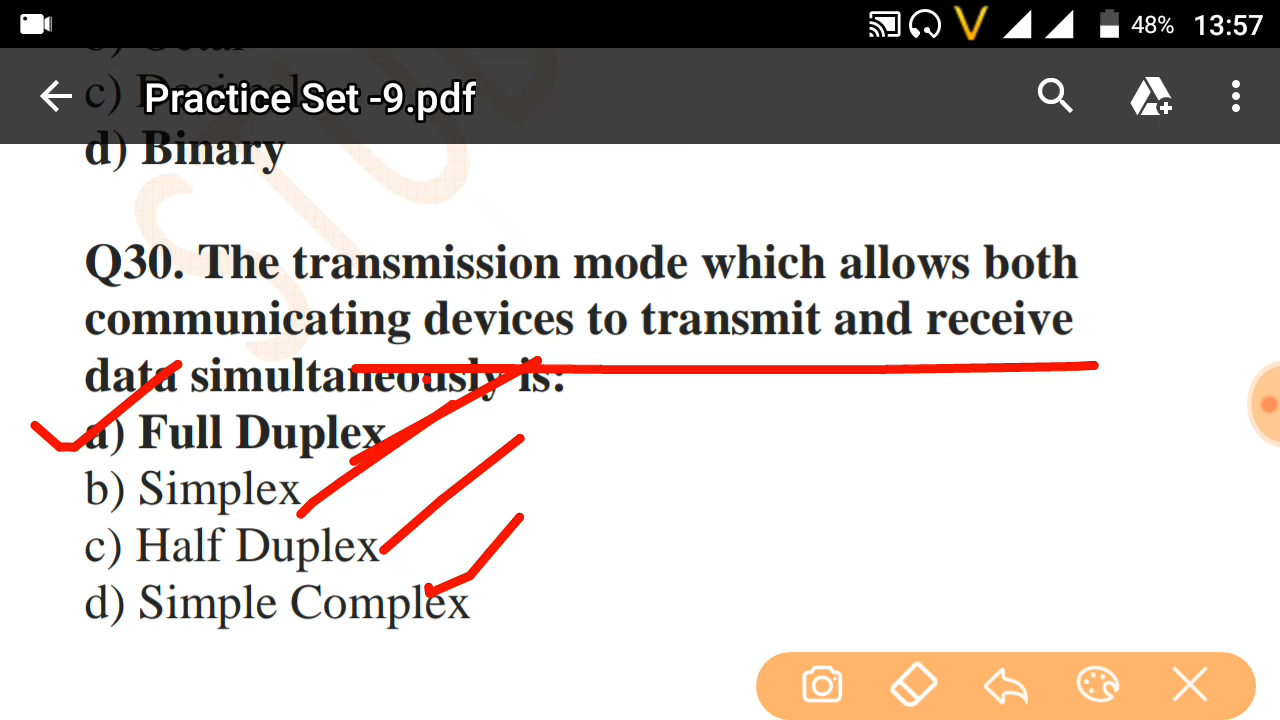 48% 13:57
c)
Practice Set -9.pdf
d) Binary
Q30. The transmission mode which allows both
communicating devices to transmit and receive
data simultaneously is:
a) Full Duplex
b) Simplex
c) Half Duplex
d) Simple Complex